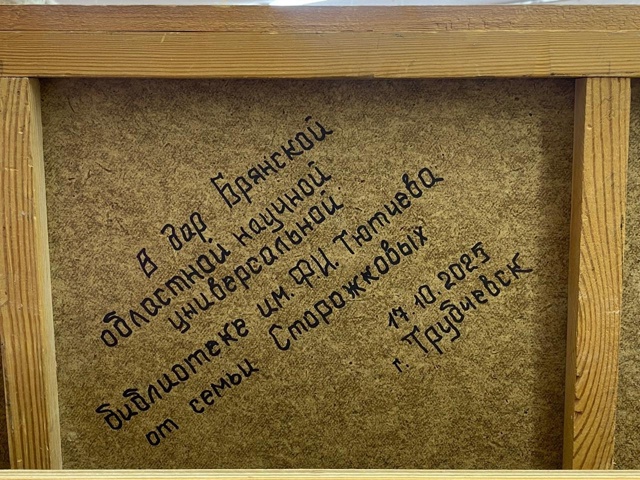 В дар Брянской
областной научной
универсальной
библиотеке им. Ф.И. Тютчева
от семьи Сторожковых
17 10 2025
г. Трубчевск